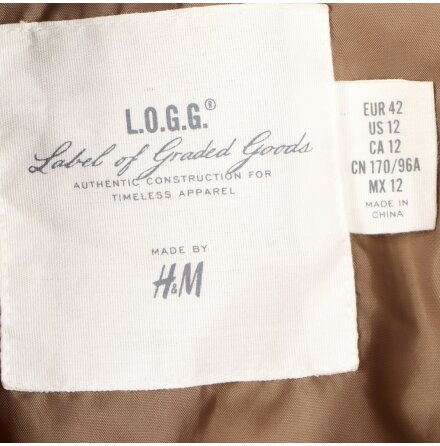 L.O.G.G.®
Label of Graded Goods
AUTHENTIC CONSTRUCTION FOR
TIMELESS APPAREL
MADE BY
H&M
EUR 42
US 12
CA 12
CN 170/96A
MX 12
MADE IN
CHINA